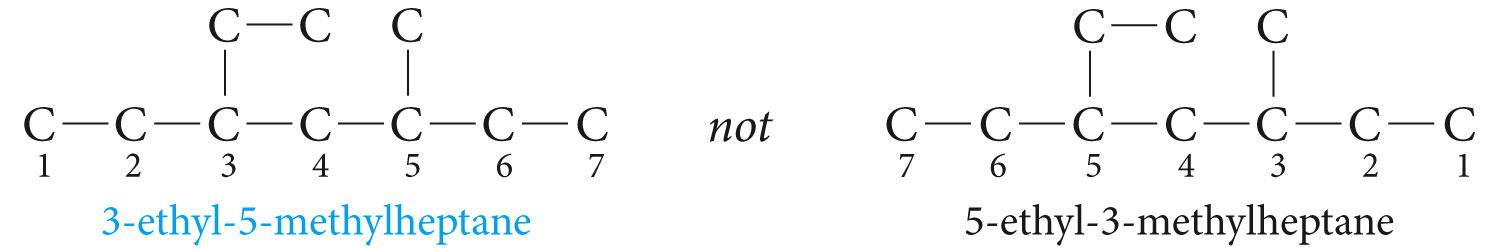 C — C C C — C C
C — C — C — C — C — C — C not C — C — C — C — C — C — C
1 2 3 4 5 6 7 7 6 5 4 3 2 1
3-ethyl-5-methylheptane 5-ethyl-3-methylheptane